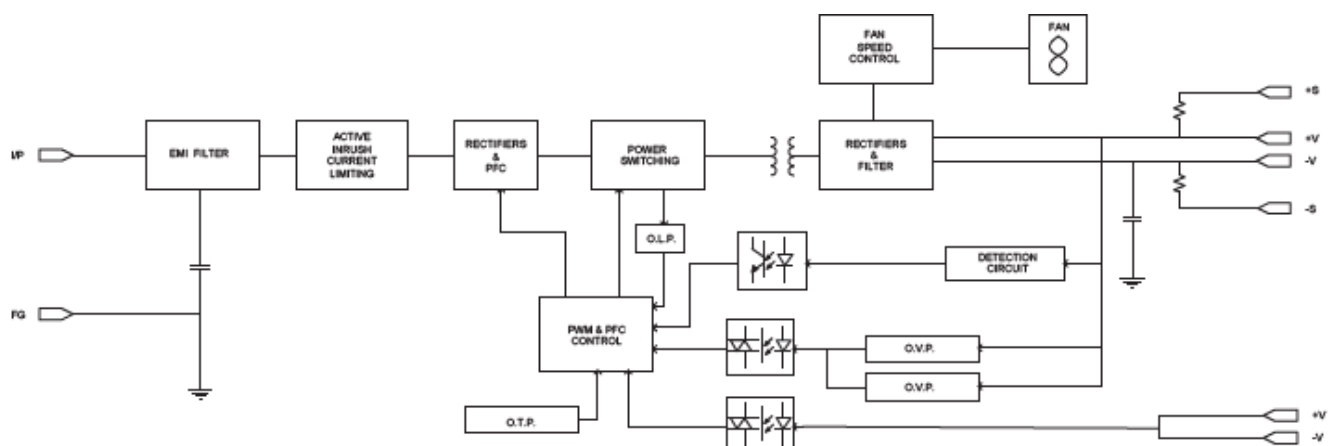 FAN
SPEED
CONTROL
FAN
+S
I/P
EMI FILTER
ACTIVE
INRUSH
CURRENT
LIMITING
RECTIFIERS
&
PFC
POWER
SWITCHING
RECTIFIERS
&
FILTER
+V
-V
-S
O.L.P.
DETECTION
CIRCUIT
FG
PWM & PFC
CONTROL
O.V.P.
O.V.P.
O.T.P.
+V
-V